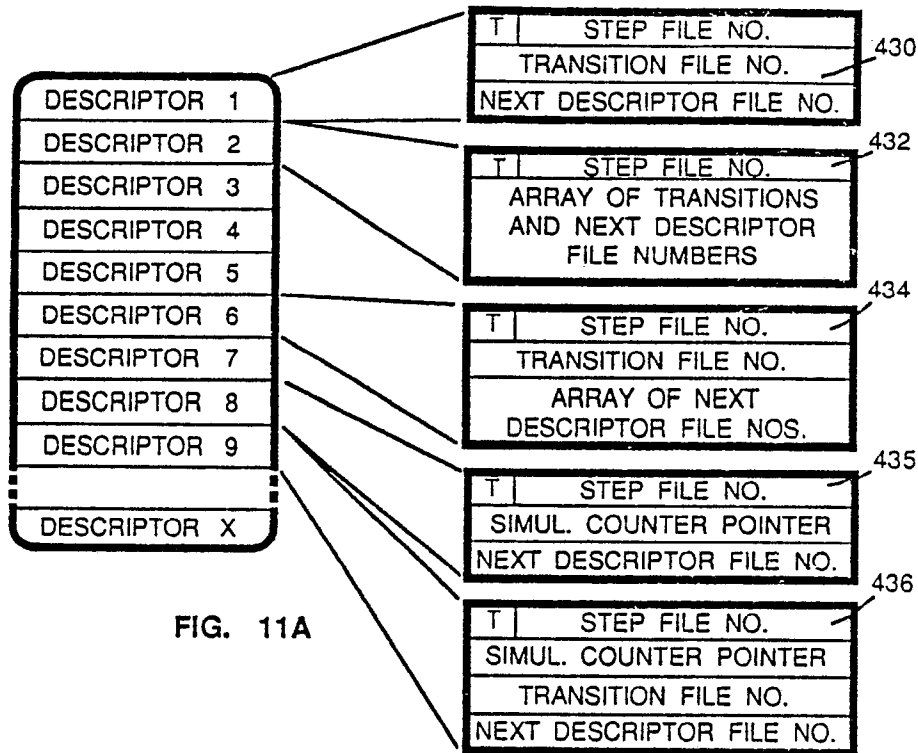 DESCRIPTOR 1
DESCRIPTOR 2
DESCRIPTOR 3
DESCRIPTOR 4
DESCRIPTOR 5
DESCRIPTOR 6
DESCRIPTOR 7
DESCRIPTOR 8
DESCRIPTOR 9
DESCRIPTOR X
FIG. 11A
T STEP FILE NO.
430
TRANSITION FILE NO.
NEXT DESCRIPTOR FILE NO.
432
T STEP FILE NO.
ARRAY OF TRANSITIONS
AND NEXT DESCRIPTOR
FILE NUMBERS
434
T STEP FILE NO.
TRANSITION FILE NO.
ARRAY OF NEXT
DESCRIPTOR FILE NOS.
435
T STEP FILE NO.
SIMUL. COUNTER POINTER
NEXT DESCRIPTOR FILE NO.
436
T STEP FILE NO.
SIMUL. COUNTER POINTER
TRANSITION FILE NO.
NEXT DESCRIPTOR FILE NO.